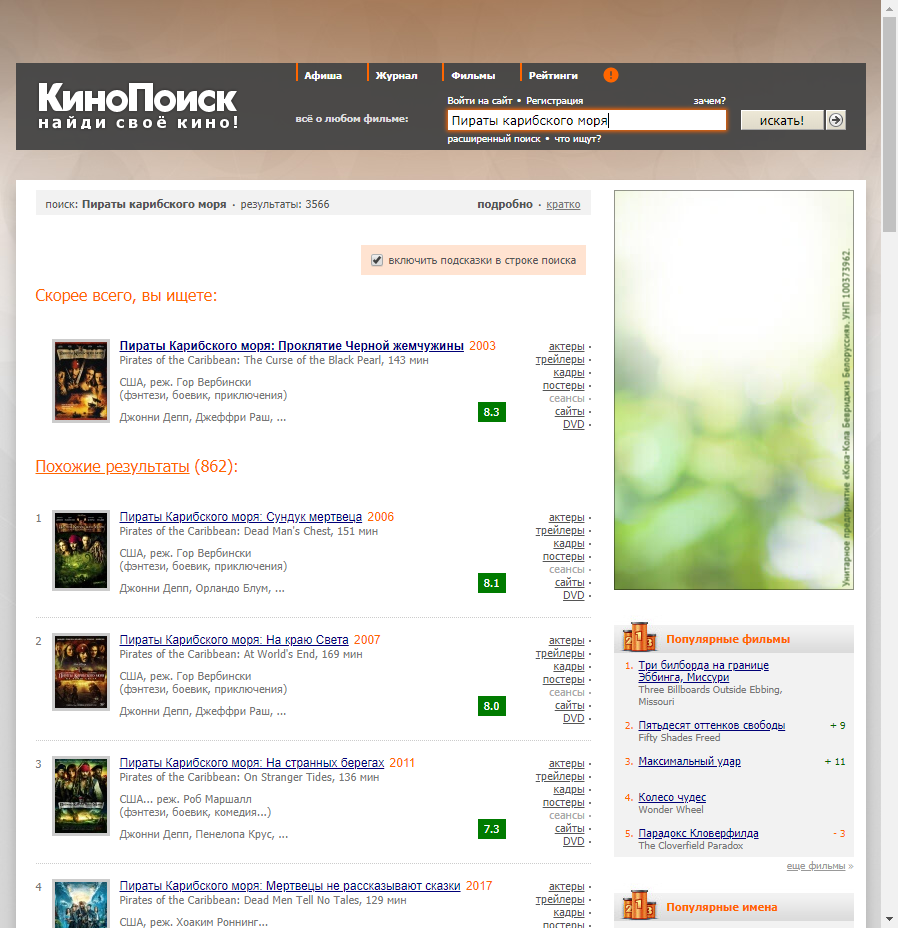 Афиша
Журнал
Фильмы
Рейтинги
!
КиноПоиск
найди своё кино!
Войти на сайт • Регистрация
зачем?
всё о любом фильме:
Пираты карибского моря
искать!
расширенный поиск • что ищут?
поиск: Пираты карибского моря · результаты: 3566
подробно · кратко
включить подсказки в строке поиска
Скорее всего, вы ищете:
Пираты Карибского моря: Проклятие Черной жемчужины 2003
Pirates of the Caribbean: The Curse of the Black Pearl, 143 мин
США, реж. Гор Вербински
(фэнтези, боевик, приключения)
Джонни Депп, Джеффри Раш, ...
8.3
актеры
трейлеры
кадры
постеры
сеансы
сайты
DVD
Похожие результаты (862):
1
Пираты Карибского моря: Сундук мертвеца 2006
Pirates of the Caribbean: Dead Man's Chest, 151 мин
США, реж. Гор Вербински
(фэнтези, боевик, приключения)
Джонни Депп, Орландо Блум, ...
8.1
актеры
трейлеры
кадры
постеры
сеансы
сайты
DVD
2
Пираты Карибского моря: На краю Света 2007
Pirates of the Caribbean: At World's End, 169 мин
США, реж. Гор Вербински
(фэнтези, боевик, приключения)
Джонни Депп, Джеффри Раш, ...
8.0
актеры
трейлеры
кадры
постеры
сеансы
сайты
DVD
3
Пираты Карибского моря: На странных берегах 2011
Pirates of the Caribbean: On Stranger Tides, 136 мин
США... реж. Роб Маршалл
(фэнтези, боевик, комедия...)
Джонни Депп, Пенелопа Крус, ...
7.3
актеры
трейлеры
кадры
постеры
сеансы
сайты
DVD
4
Пираты Карибского моря: Мертвецы не рассказывают сказки 2017
Pirates of the Caribbean: Dead Men Tell No Tales, 129 мин
США, реж. Хоаким Роннинг...
актеры
трейлеры
кадры
постеры
Унитарное предприятие «Кока-Кола Бевриджиз Белоруссия». УНП 100373962.
Популярные фильмы
1. Три билборда на границе
Эббинга, Миссури
Three Billboards Outside Ebbing,
Missouri
2. Пятьдесят оттенков свободы + 9
Fifty Shades Freed
3. Максимальный удар + 11
4. Колесо чудес
Wonder Wheel
5. Парадокс Кловерфилда - 3
The Cloverfield Paradox
еще фильмы »
Популярные имена